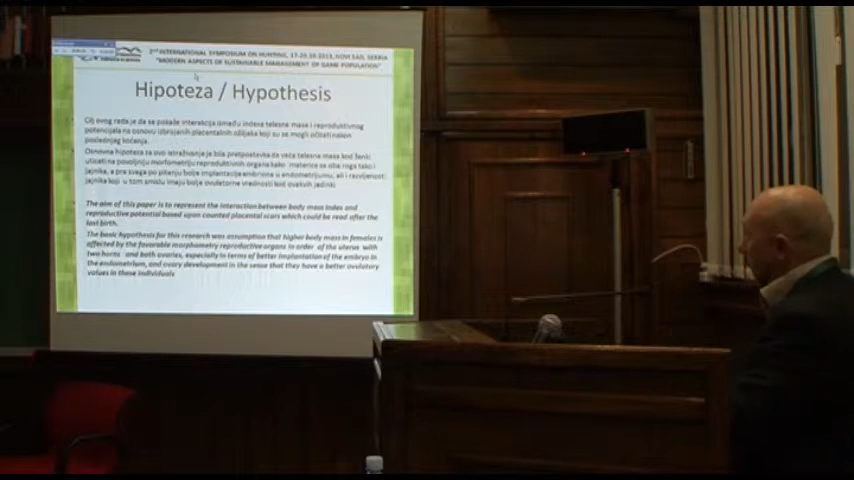 2nd INTERNATIONAL SYMPOSIUM ON HUNTING, 17-20.10.2013, NOVI SAD, SERBIA
"MODERN ASPECTS OF SUSTAINABLE MANAGEMENT OF GAME POPULATION"
Hipoteza / Hypothesis
Cilj ovog rada je da se pokaže interakcija između indexa telesne mase i reproduktivnog
potencijala na osnovu izbrojanih placentalnih ožiljaka koji su se mogli očitati nakon
poslednjeg koćenja.
Osnovna hipoteza za ovo istraživanje je bila pretpostavka da veća telesna masa kod ženki
uticati na povoljniju morfometriju reproduktivnih organa kako materice sa oba roga tako i
jajnika, a pre svega po pitanju bolje implantacije embriona u endometrijumu, ali i razvijenosti
jajnika koji u tom smislu imaju bolje ovulatorne vrednosti kod ovakvih jedinki
The aim of this paper is to represent the interaction between body mass index and
reproductive potential based upon counted placental scars which could be read after the
last birth.
The basic hypothesis for this research was assumption that higher body mass in females is
affected by the favorable morphometry reproductive organs in order of the uterus with
two horns and both ovaries, especially in terms of better implantation of the embryo in
the endometrium, and ovary development in the sense that they have a better ovulatory
values in these individuals